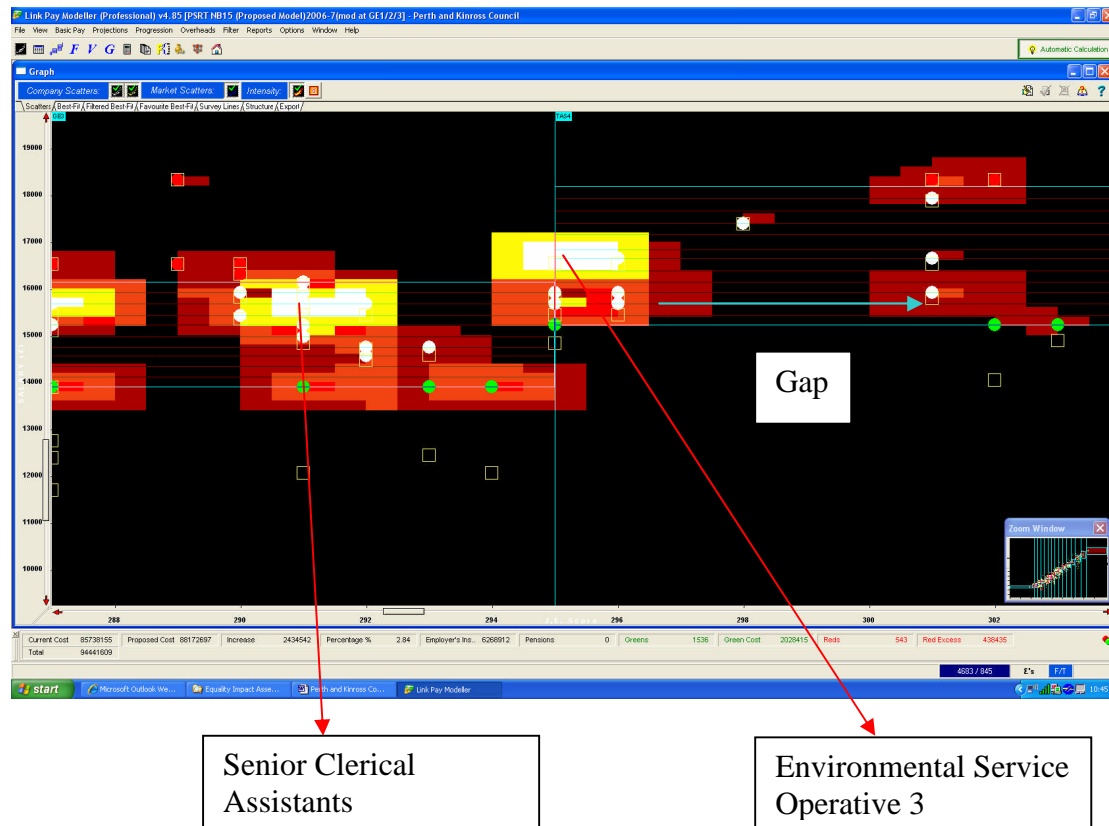 Link Pay Modeller (Professional) v4.85 [PSRT NB15 (Proposed Model)2006-7(mod at GE1/2/3] - Perth and Kinross Council
File View Basic Pay Projections Progression Overheads Filter Reports Options Window Help
F V G Automatic Calculation
Graph
Company Scatters: Market Scatters: Intensity:
Scatters Best-Fit Filtered Best-Fit Favourite Best-Fit Survey Lines Structure Export
TAS4
19000
18000
17000
16000
15000
14000
13000
12000
11000
10000
Gap
Zoom Window
288 290 292 294 296 298 300 302
J.E. Score
Current Cost 85738155 Proposed Cost 88172697 Increase 2434542 Percentage % 2.84 Employer's Ins.. 6268912 Pensions 0 Greens 1536 Green Cost 2028415 Reds 543 Red Excess 438435
Total 94441609
4683 / 845 £'s F/T
start Microsoft Outlook We... Equality Impact Asse... Perth and Kinross Co... Link Pay Modeller 10:45
Senior Clerical
Assistants
Environmental Service
Operative 3